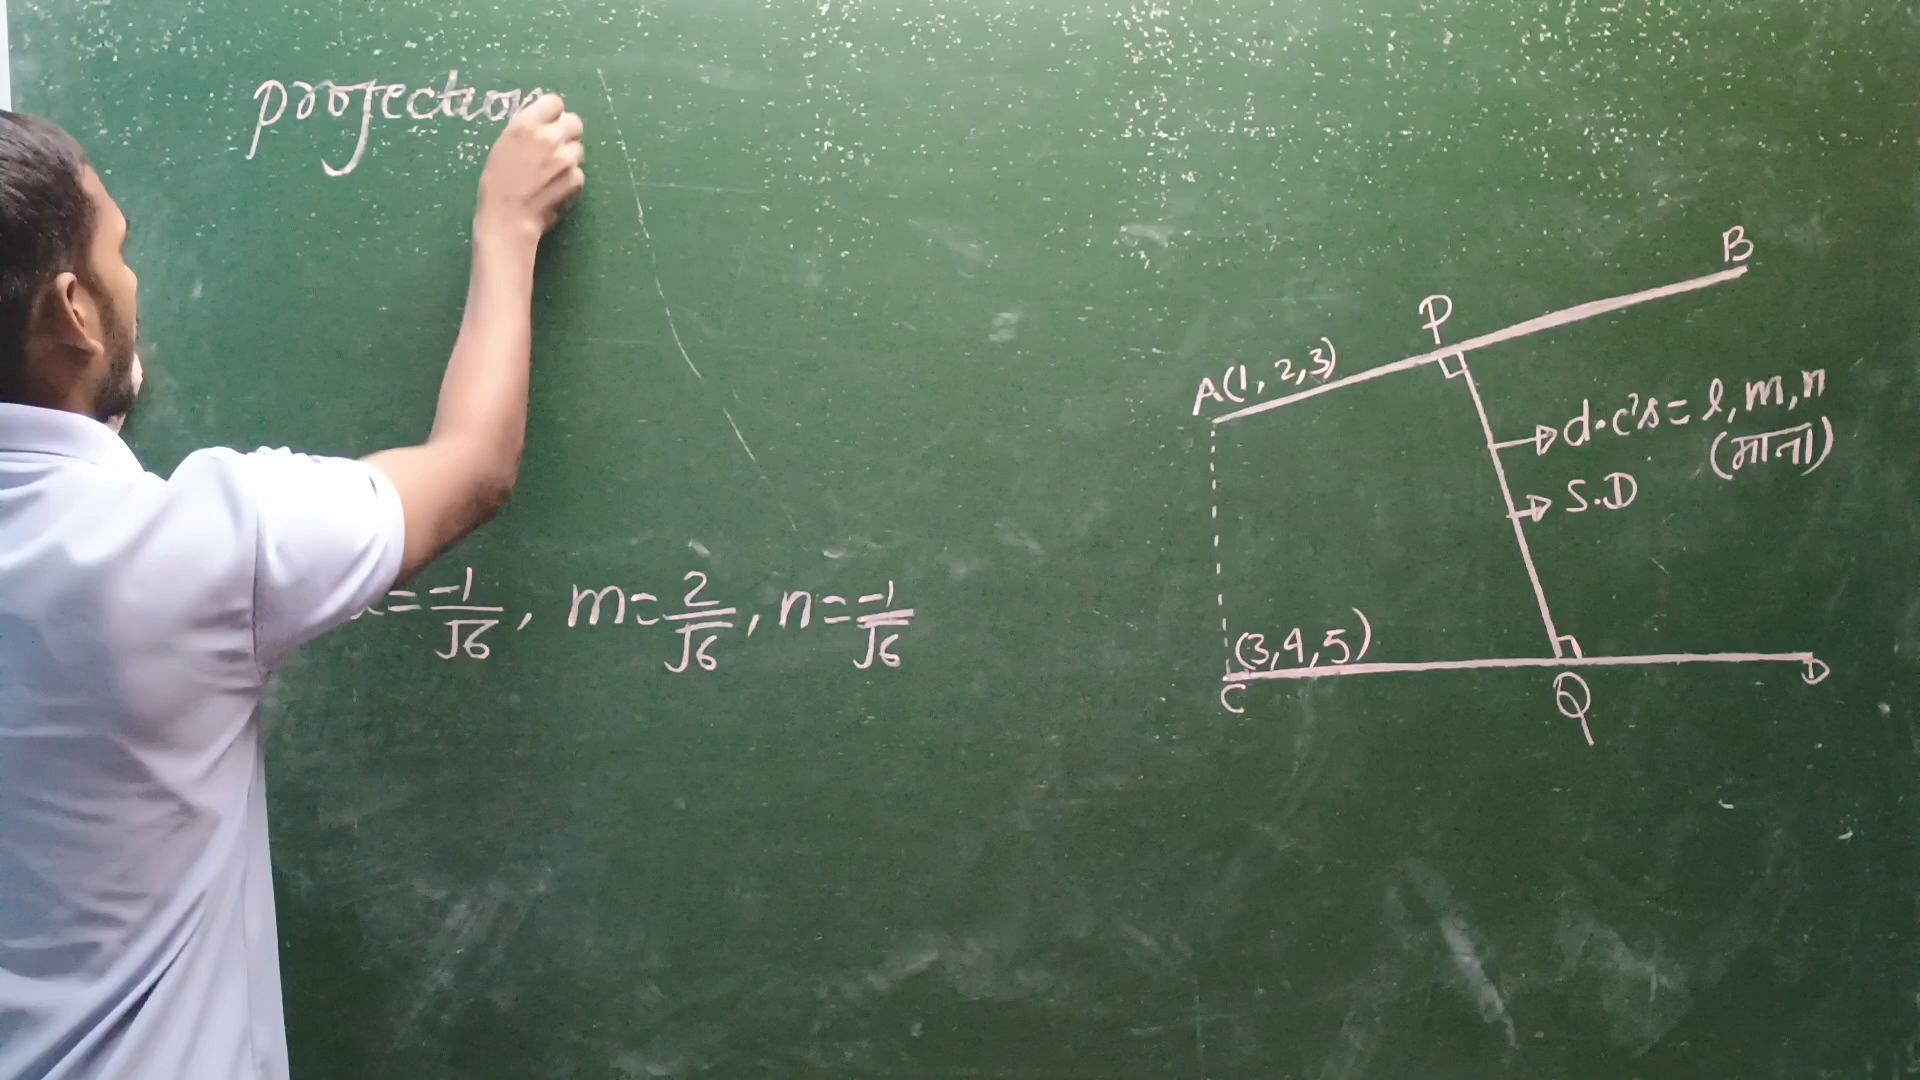 projection
= -1/√6, m = 2/√6, n = -1/√6
B
P
A(1, 2, 3)
d.c's = l, m, n
(माना)
S.D
(3, 4, 5)
C
Q
D